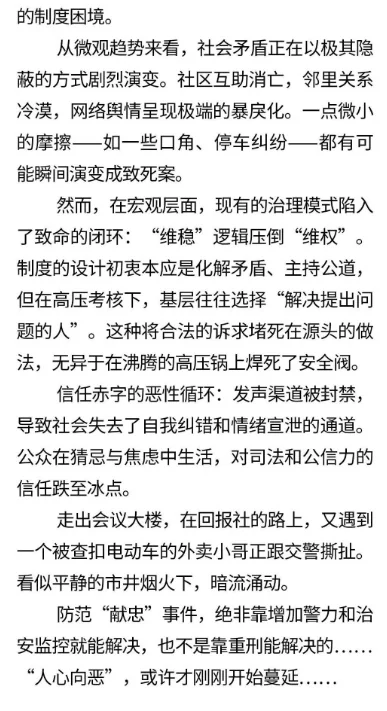 的制度困境。
从微观趋势来看，社会矛盾正在以极其隐
蔽的方式剧烈演变。社区互助消亡，邻里关系
冷漠，网络舆情呈现极端的暴戾化。一点微小
的摩擦——如一些口角、停车纠纷——都有可
能瞬间演变成致死案。
然而，在宏观层面，现有的治理模式陷入
了致命的闭环：“维稳”逻辑压倒“维权”。
制度的设计初衷本应是化解矛盾、主持公道，
但在高压考核下，基层往往选择“解决提出问
题的人”。这种将合法的诉求堵死在源头的做
法，无异于在沸腾的高压锅上焊死了安全阀。
信任赤字的恶性循环：发声渠道被封禁，
导致社会失去了自我纠错和情绪宣泄的通道。
公众在猜忌与焦虑中生活，对司法和公信力的
信任跌至冰点。
走出会议大楼，在回报社的路上，又遇到
一个被查扣电动车的外卖小哥正跟交警撕扯。
看似平静的市井烟火下，暗流涌动。
防范“献忠”事件，绝非靠增加警力和治
安监控就能解决，也不是靠重刑能解决的……
“人心向恶”，或许才刚刚开始蔓延……